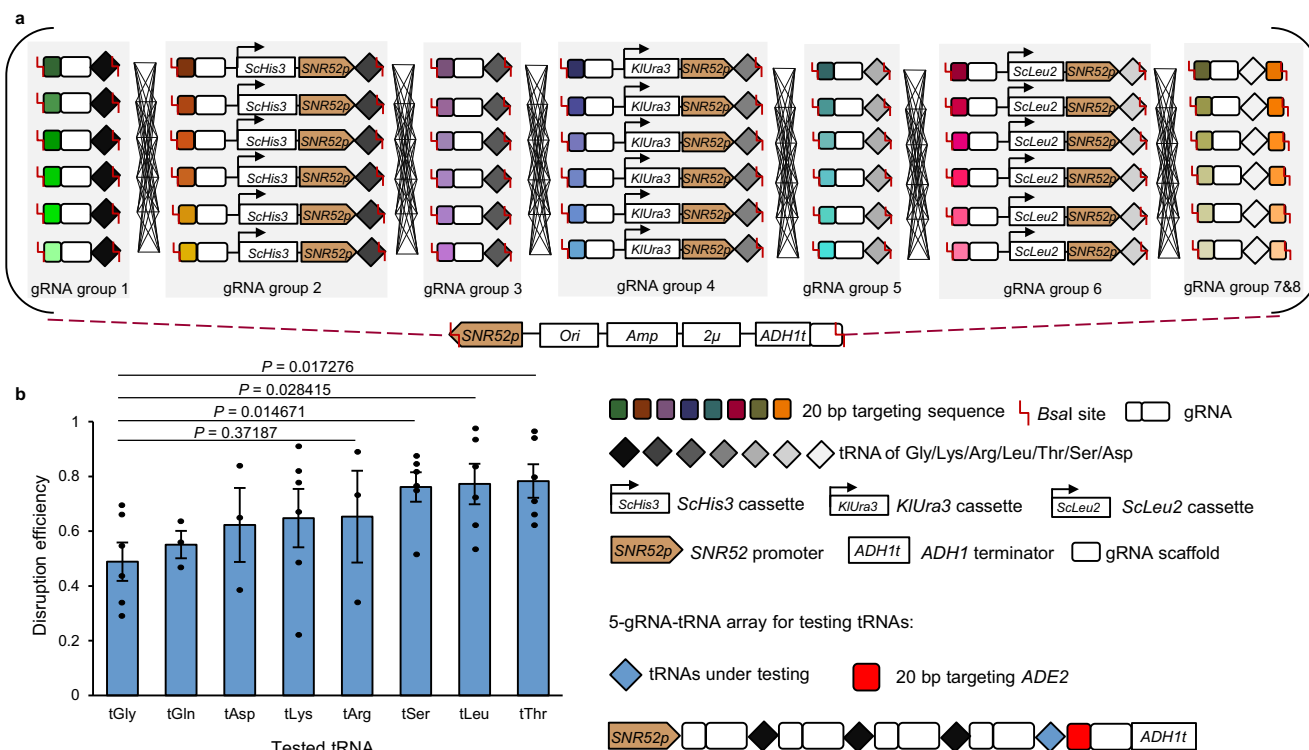 a
ScHis3 SNR52p KlUra3 SNR52p ScLeu2 SNR52p
ScHis3 SNR52p KlUra3 SNR52p ScLeu2 SNR52p
ScHis3 SNR52p KlUra3 SNR52p ScLeu2 SNR52p
ScHis3 SNR52p KlUra3 SNR52p ScLeu2 SNR52p
ScHis3 SNR52p KlUra3 SNR52p ScLeu2 SNR52p
ScHis3 SNR52p KlUra3 SNR52p ScLeu2 SNR52p
gRNA group 1 gRNA group 2 gRNA group 3 gRNA group 4 gRNA group 5 gRNA group 6 gRNA group 7&8
SNR52p Ori Amp 2μ ADH1t
b
P = 0.017276
P = 0.028415
P = 0.014671
P = 0.37187
Disruption efficiency
1
0.8
0.6
0.4
0.2
0
tGly tGln tAsp tLys tArg tSer tLeu tThr
Tested tRNA
20 bp targeting sequence BsaI site gRNA
tRNA of Gly/Lys/Arg/Leu/Thr/Ser/Asp
ScHis3 ScHis3 cassette KlUra3 KlUra3 cassette ScLeu2 ScLeu2 cassette
SNR52p SNR52 promoter ADH1t ADH1 terminator gRNA scaffold
5-gRNA-tRNA array for testing tRNAs:
tRNAs under testing 20 bp targeting ADE2
SNR52p ADH1t